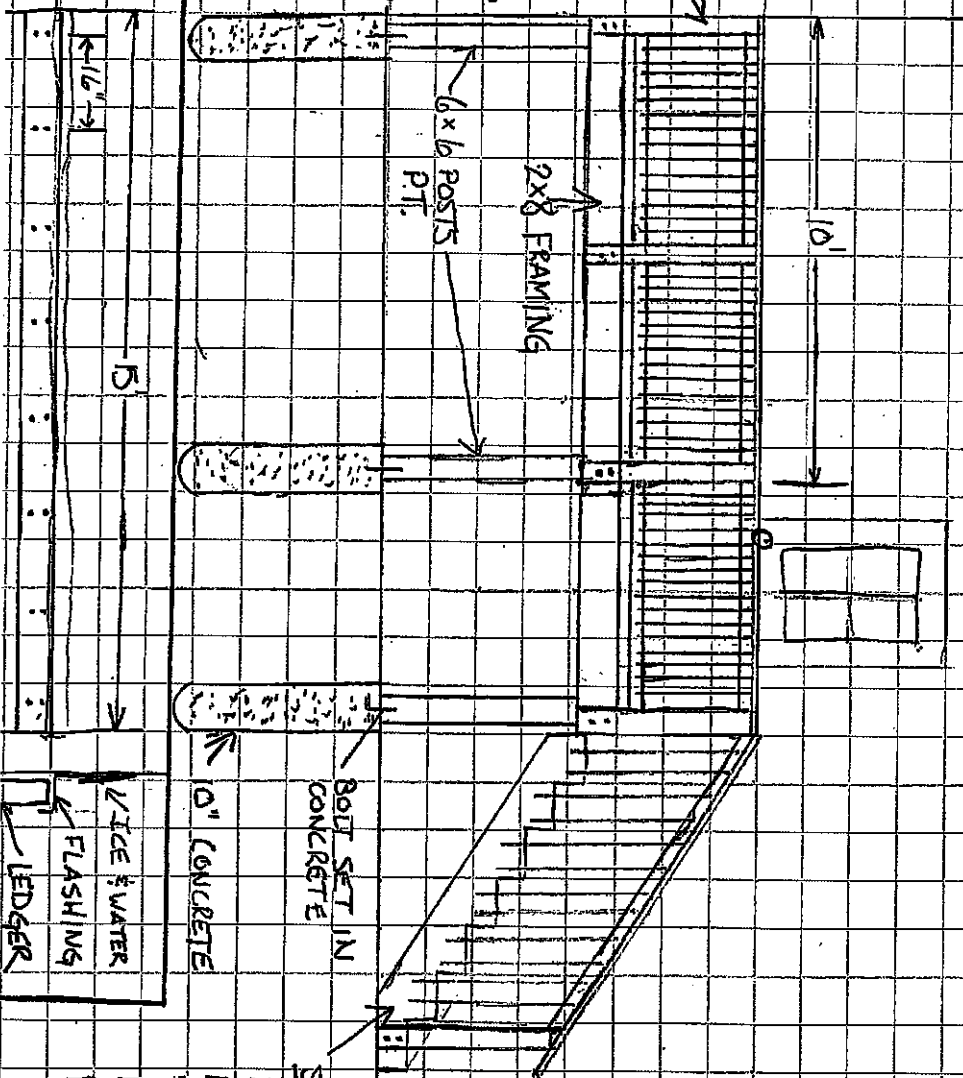 10'
2x8 FRAMING
6x6 POSTS
P.T.
16"
15'
BOLT SET IN
CONCRETE
10" CONCRETE
ICE & WATER
FLASHING
LEDGER